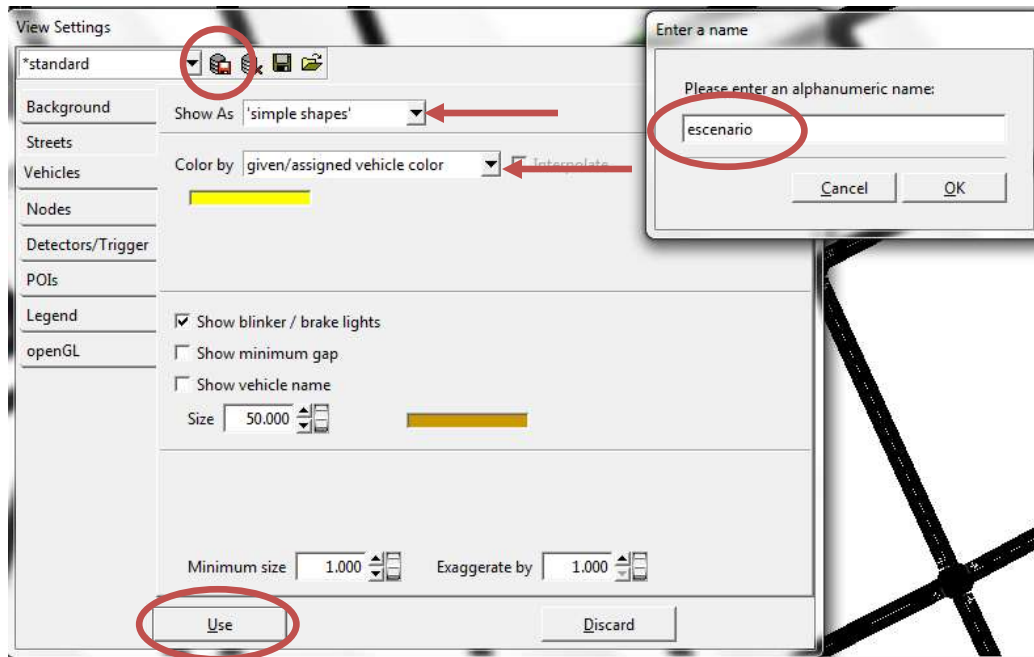 View Settings
*standard
Background
Streets
Vehicles
Nodes
Detectors/Trigger
POIs
Legend
openGL
Show As 'simple shapes'
Color by given/assigned vehicle color Interpolate
Show blinker / brake lights
Show minimum gap
Show vehicle name
Size 50.000
Minimum size 1.000 Exaggerate by 1.000
Use Discard
Enter a name
Please enter an alphanumeric name:
escenario
Cancel OK